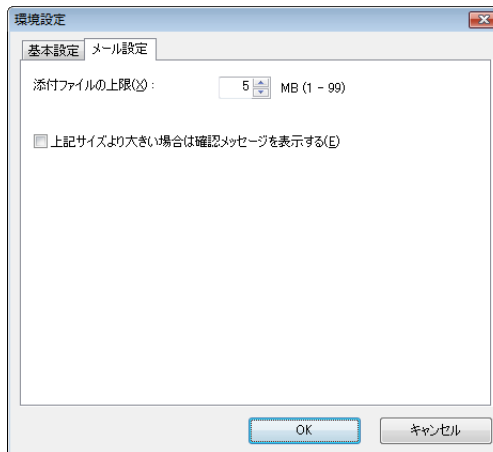 環境設定
基本設定 メール設定
添付ファイルの上限(X): 5 MB (1 - 99)
上記サイズより大きい場合は確認メッセージを表示する(E)
OK キャンセル